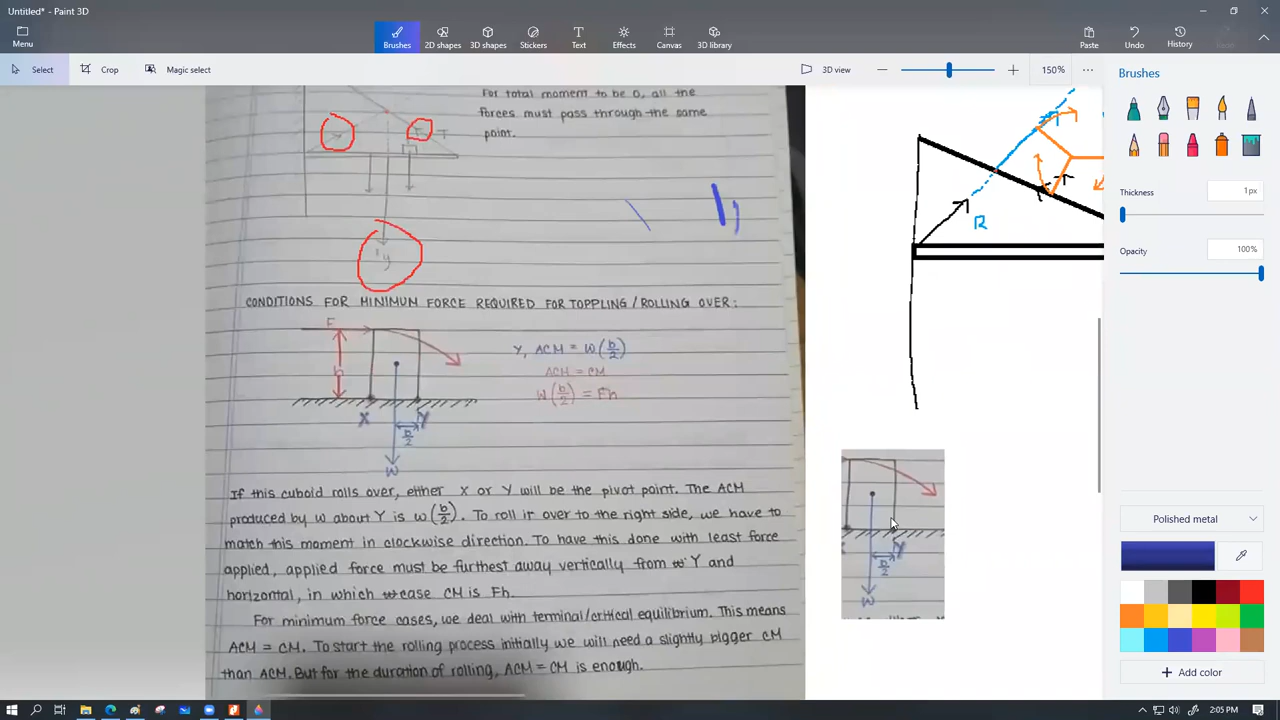 Untitled* - Paint 3D
Menu
Brushes
2D shapes
3D shapes
Stickers
Text
Effects
Canvas
3D library
Paste
Undo
History
Select
Crop
Magic select
3D view
150%
Brushes
Thickness
1px
Opacity
100%
Polished metal
Add color
For total moment to be 0, all the
forces must pass through the same
point.
T
y
R
T
CONDITIONS FOR MINIMUM FORCE REQUIRED FOR TOPPLING / ROLLING OVER:
F
h
X
Y
b/2
W
Y, ACM = W(b/2)
ACM = CM
W(b/2) = Fh
If this cuboid rolls over, either X or Y will be the pivot point. The ACM
produced by W about Y is W(b/2). To roll it over to the right side, we have to
match this moment in clockwise direction. To have this done with least force
applied, applied force must be furthest away vertically from Y and
horizontal, in which case CM is Fh.
For minimum force cases, we deal with terminal/critical equilibrium. This means
ACM = CM. To start the rolling process initially we will need a slightly bigger CM
than ACM. But for the duration of rolling, ACM = CM is enough.
Y
b/2
W
2:05 PM